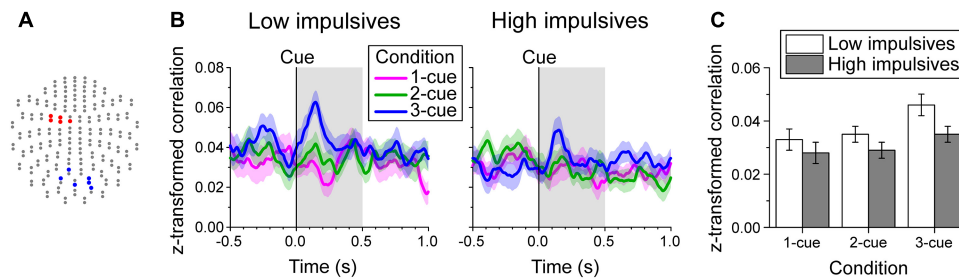 A
B
Low impulsives
High impulsives
C
Cue
Condition
1-cue
2-cue
3-cue
Cue
Low impulsives
High impulsives
z-transformed correlation
0.08
0.06
0.04
0.02
0.00
-0.5
0.0
0.5
1.0
Time (s)
-0.5
0.0
0.5
1.0
Time (s)
z-transformed correlation
0.06
0.04
0.02
0.00
1-cue
2-cue
3-cue
Condition